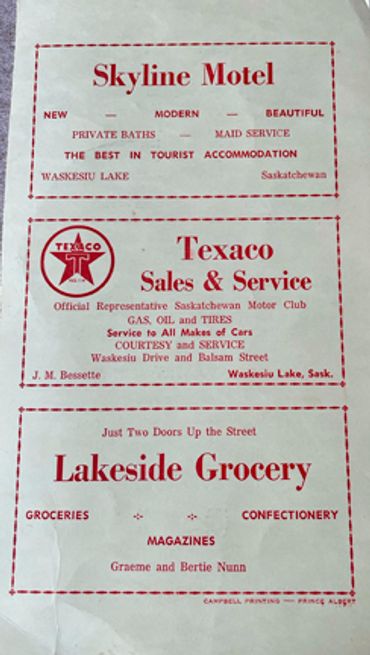 Skyline Motel
NEW — MODERN — BEAUTIFUL
PRIVATE BATHS — MAID SERVICE
THE BEST IN TOURIST ACCOMMODATION
WASKESIU LAKE Saskatchewan
TEXACO
T
Texaco
Sales & Service
Official Representative Saskatchewan Motor Club
GAS, OIL and TIRES
Service to All Makes of Cars
COURTESY and SERVICE
Waskesiu Drive and Balsam Street
J. M. Bessette Waskesiu Lake, Sask.
Just Two Doors Up the Street
Lakeside Grocery
GROCERIES CONFECTIONERY
MAGAZINES
Graeme and Bertie Nunn
CAMPBELL PRINTING — PRINCE ALBERT